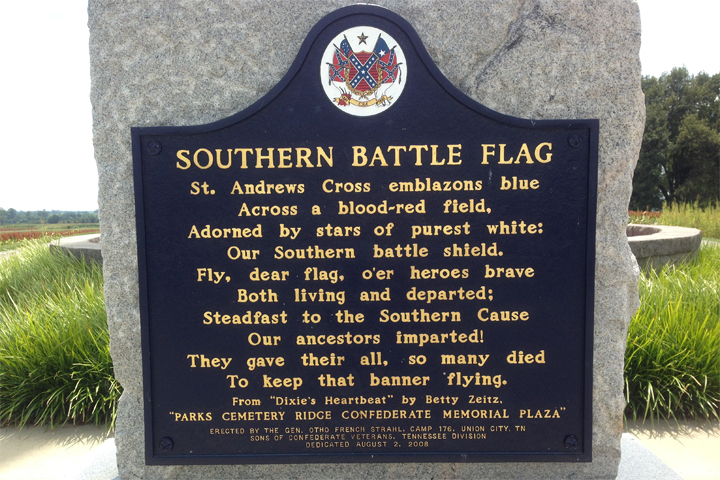 SOUTHERN BATTLE FLAG
St. Andrews Cross emblazons blue
Across a blood-red field,
Adorned by stars of purest white:
Our Southern battle shield.
Fly, dear flag, o'er heroes brave
Both living and departed;
Steadfast to the Southern Cause
Our ancestors imparted!
They gave their all, so many died
To keep that banner flying.
From "Dixie's Heartbeat" by Betty Zeitz.
"PARKS CEMETERY RIDGE CONFEDERATE MEMORIAL PLAZA"
ERECTED BY THE GEN. OTHO FRENCH STRAHL, CAMP 176, UNION CITY, TN
SONS OF CONFEDERATE VETERANS, TENNESSEE DIVISION
DEDICATED AUGUST 2, 2008